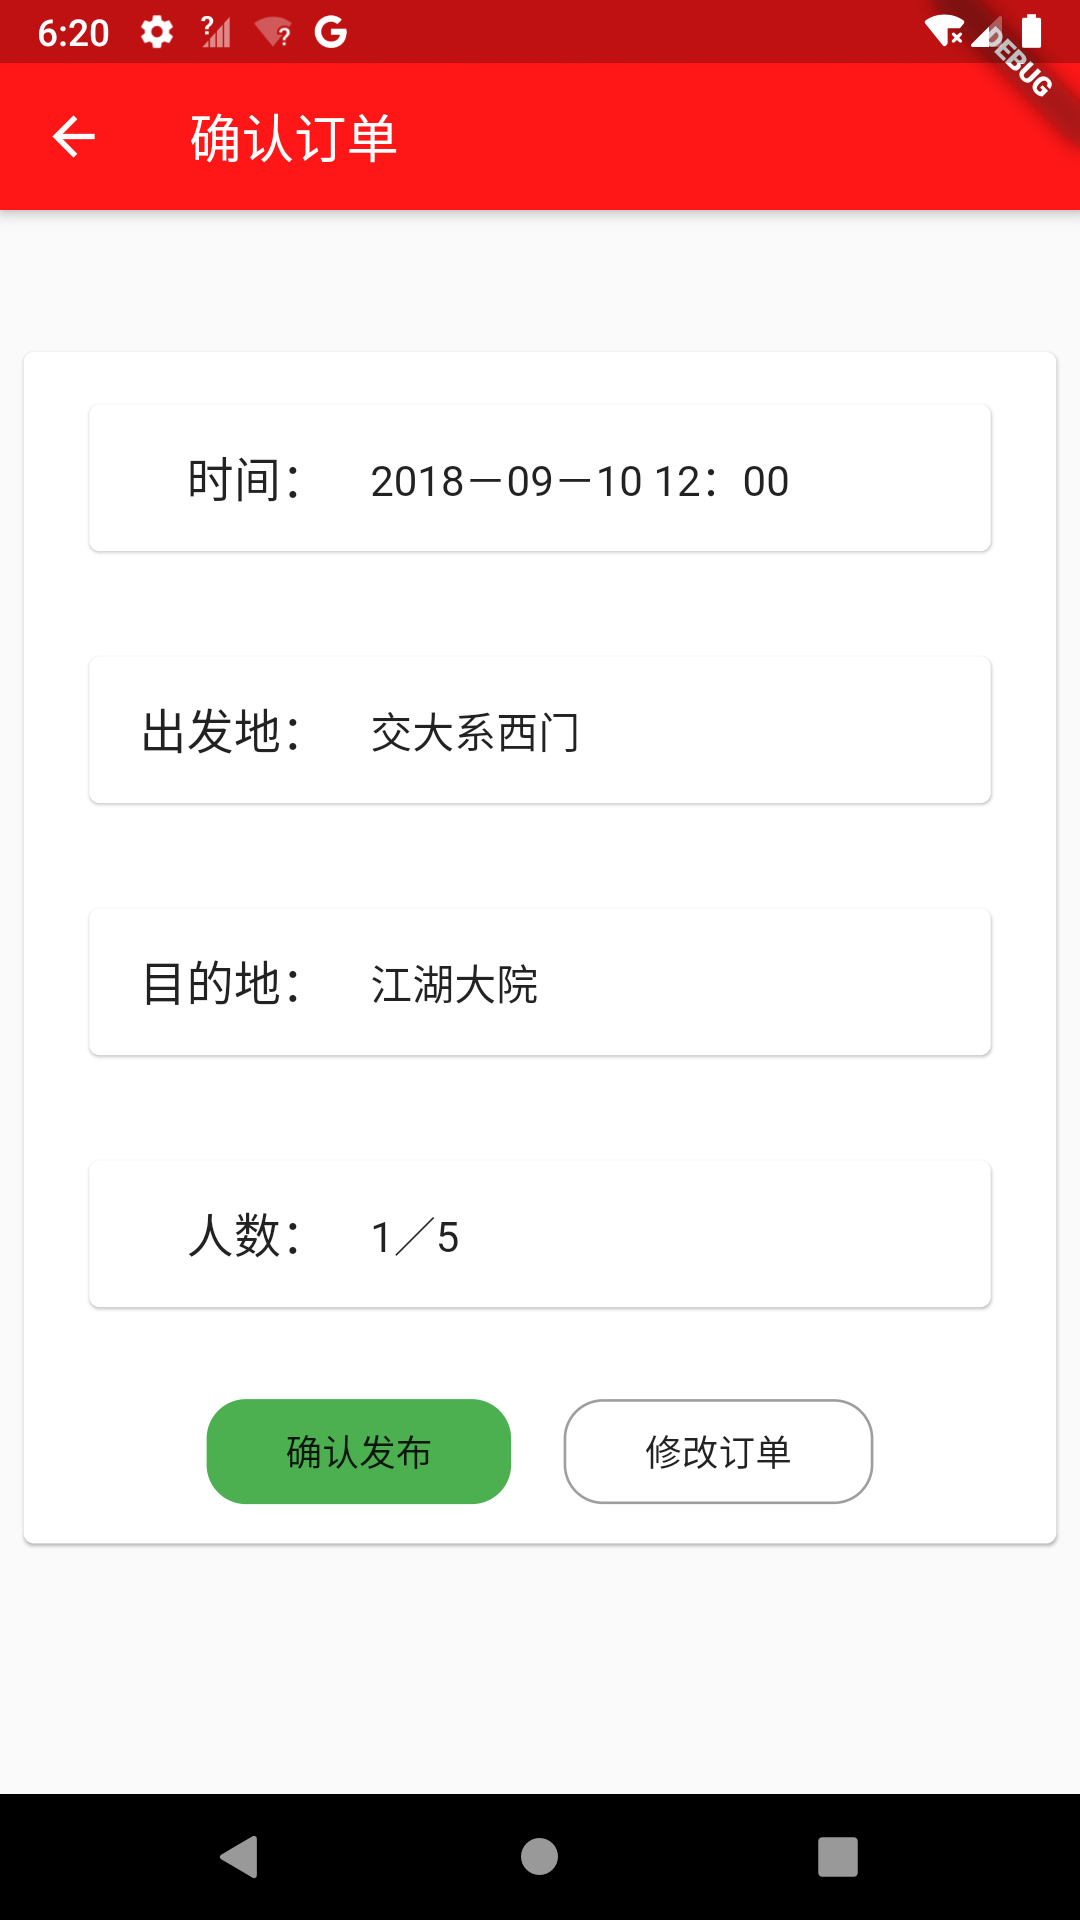 6:20
DEBUG
确认订单
时间： 2018－09－10 12：00
出发地： 交大系西门
目的地： 江湖大院
人数： 1／5
确认发布 修改订单